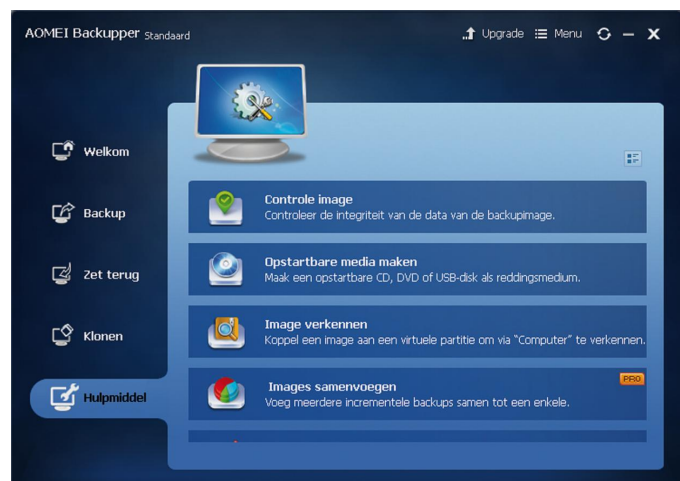 AOMEI Backupper Standaard
Upgrade Menu
Welkom
Backup
Zet terug
Klonen
Hulpmiddel
Controle image
Controleer de integriteit van de data van de backupimage.
Opstartbare media maken
Maak een opstartbare CD, DVD of USB-disk als reddingsmedium.
Image verkennen
Koppel een image aan een virtuele partitie om via "Computer" te verkennen.
Images samenvoegen
PRO
Voeg meerdere incrementele backups samen tot een enkele.